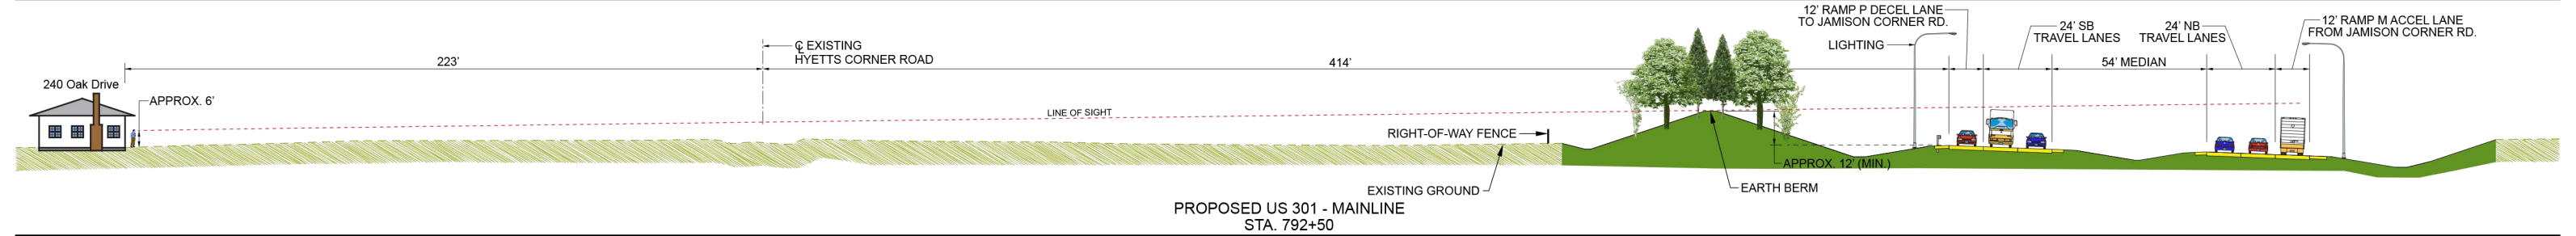 240 Oak Drive
APPROX. 6'
223'
℄ EXISTING
HYETTS CORNER ROAD
414'
LINE OF SIGHT
RIGHT-OF-WAY FENCE
EXISTING GROUND
APPROX. 12' (MIN.)
EARTH BERM
LIGHTING
12' RAMP P DECEL LANE
TO JAMISON CORNER RD.
24' SB
TRAVEL LANES
54' MEDIAN
24' NB
TRAVEL LANES
12' RAMP M ACCEL LANE
FROM JAMISON CORNER RD.
PROPOSED US 301 - MAINLINE
STA. 792+50